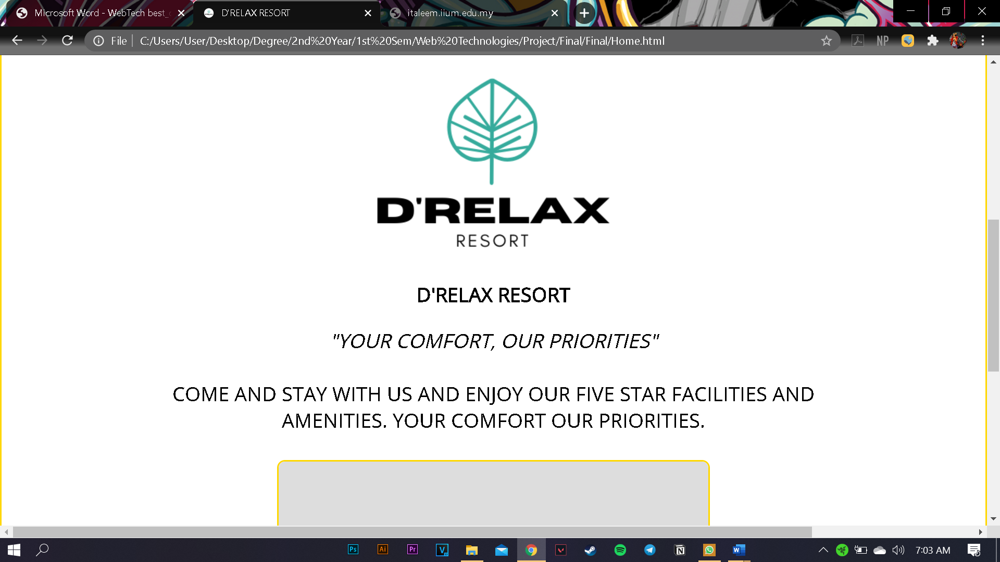 Microsoft Word - WebTech best_
D'RELAX RESORT
italeem.iium.edu.my
File
C:/Users/User/Desktop/Degree/2nd%20Year/1st%20Sem/Web%20Technologies/Project/Final/Final/Home.html
NP
D'RELAX
RESORT
D'RELAX RESORT
"YOUR COMFORT, OUR PRIORITIES"
COME AND STAY WITH US AND ENJOY OUR FIVE STAR FACILITIES AND
AMENITIES. YOUR COMFORT OUR PRIORITIES.
Ps
Ai
Pr
V
N
W
7:03 AM